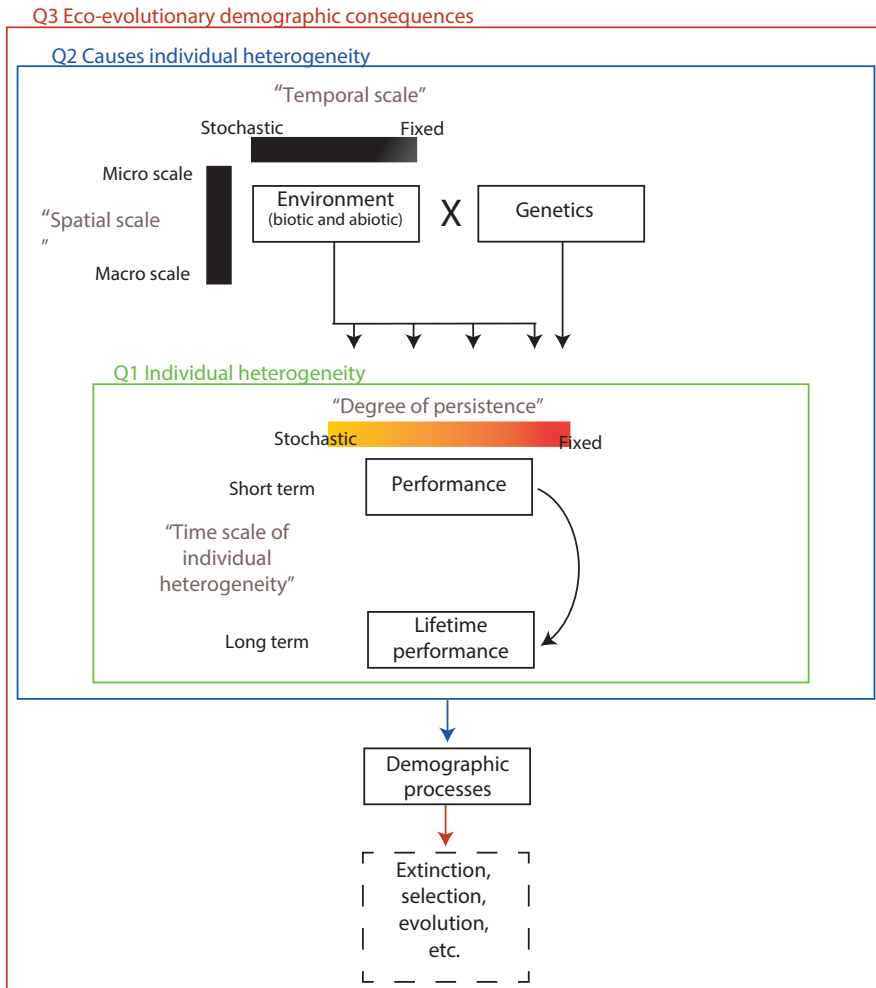 Q3 Eco-evolutionary demographic consequences
Q2 Causes individual heterogeneity
“Temporal scale”
Stochastic
Fixed
Micro scale
“Spatial scale
”
Macro scale
Environment
(biotic and abiotic)
X
Genetics
Q1 Individual heterogeneity
“Degree of persistence”
Stochastic
Fixed
Short term
Performance
“Time scale of
individual
heterogeneity”
Long term
Lifetime
performance
Demographic
processes
Extinction,
selection,
evolution,
etc.